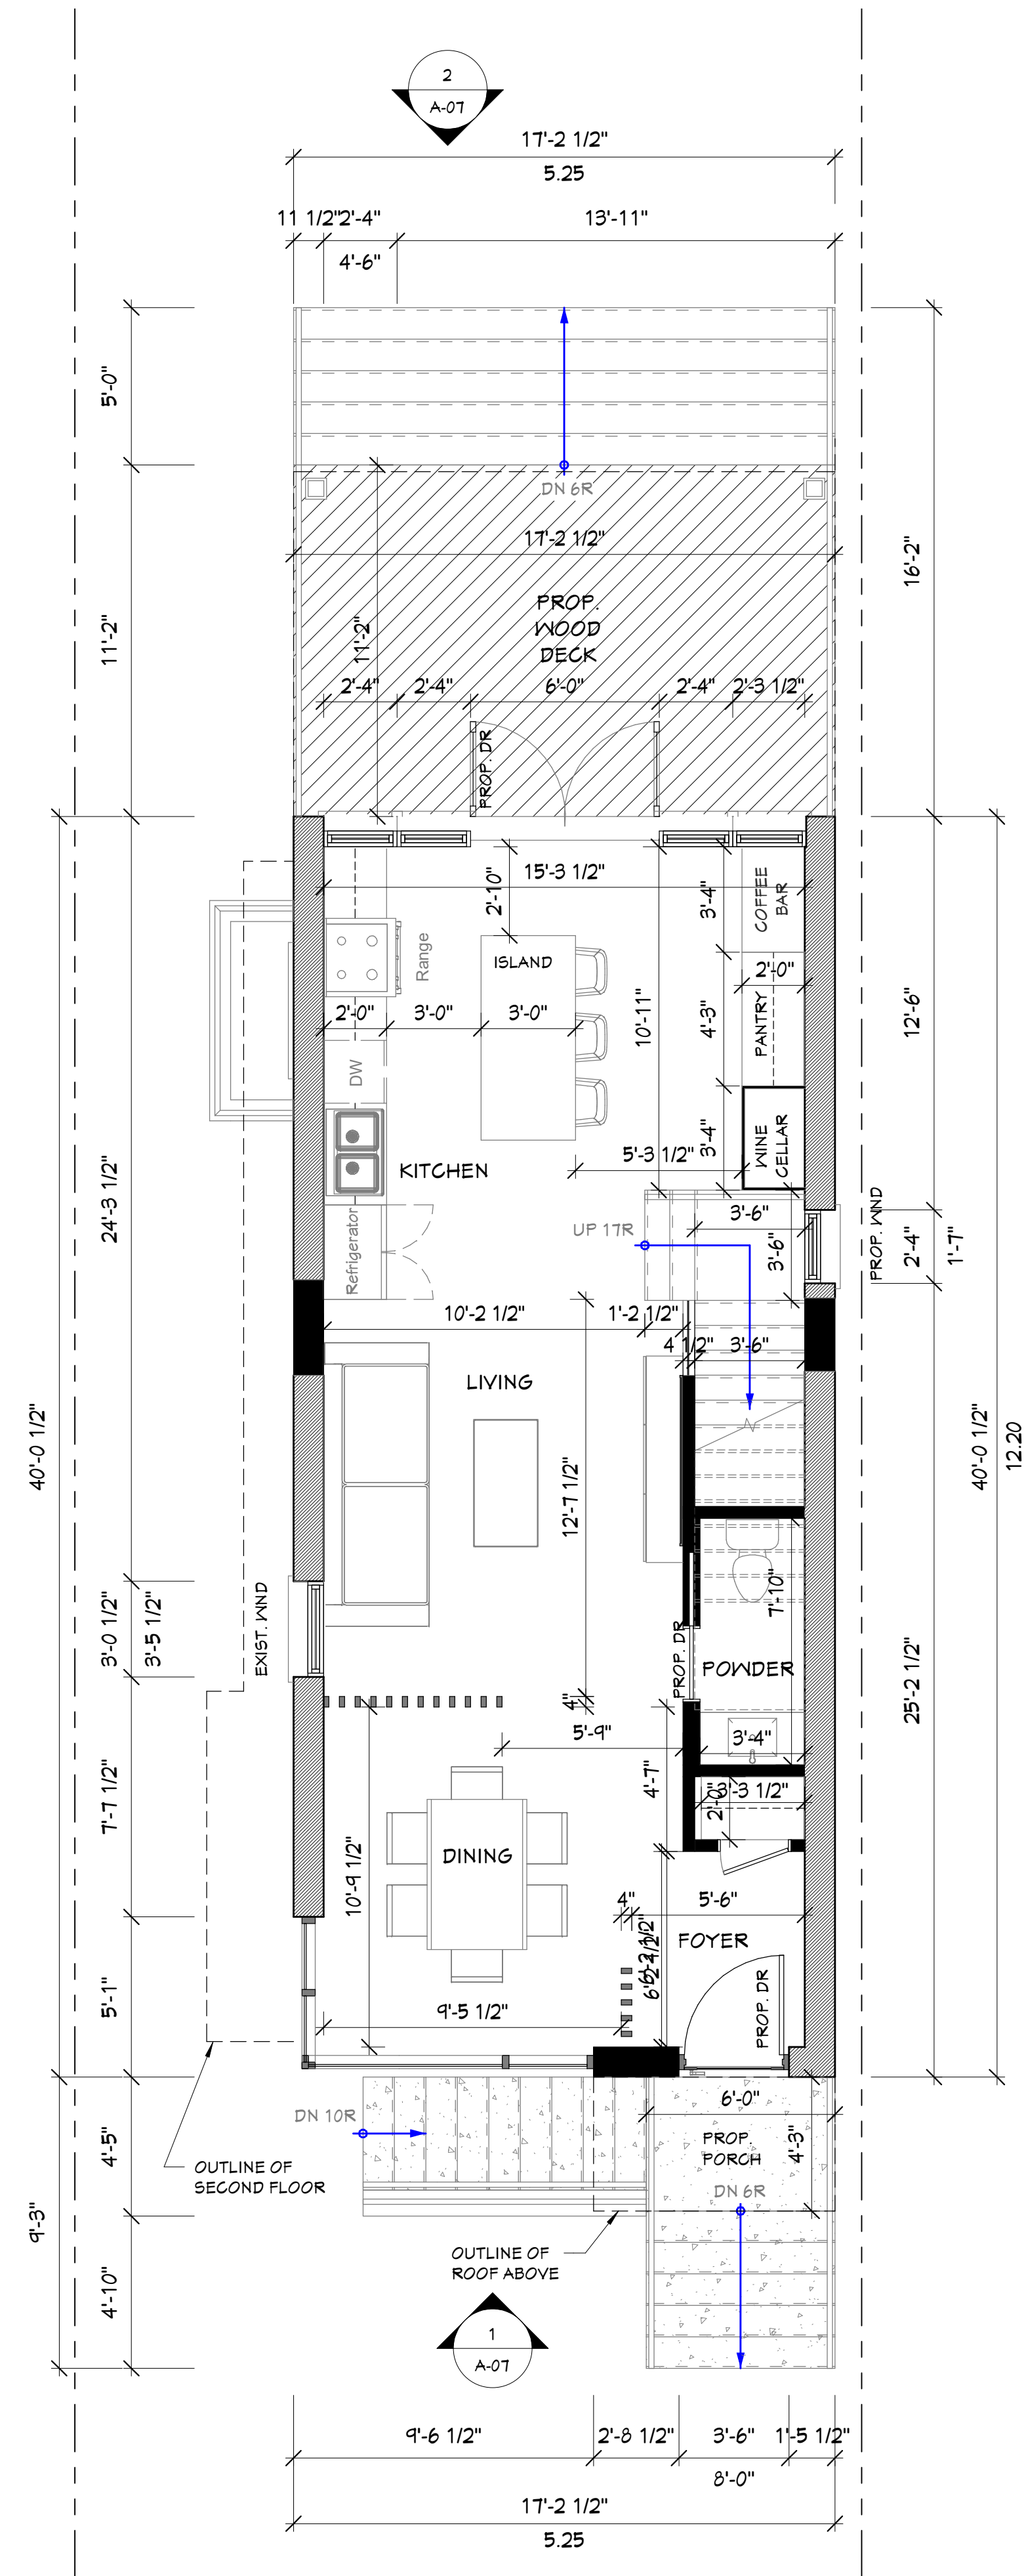 2
A-07
17'-2 1/2"
5.25
11 1/2"
2'-4"
13'-11"
4'-6"
5'-0"
DN 6R
17'-2 1/2"
16'-2"
11'-2"
11'-2"
PROP.
WOOD
DECK
2'-4"
2'-4"
6'-0"
2'-4"
2'-3 1/2"
PROP. DR
15'-3 1/2"
2'-10"
3'-4"
COFFEE
BAR
Range
ISLAND
2'-0"
2'-0"
3'-0"
3'-0"
10'-11"
4'-3"
PANTRY
12'-6"
DW
3'-4"
WINE
CELLAR
5'-3 1/2"
KITCHEN
24'-3 1/2"
Refrigerator
UP 17R
3'-6"
3'-6"
PROP. WND
2'-4"
1'-7"
10'-2 1/2"
1'-2 1/2"
4 1/2"
3'-6"
LIVING
40'-0 1/2"
40'-0 1/2"
12.20
12'-7 1/2"
3'-0 1/2"
3'-5 1/2"
EXIST. WND
7'-10"
PROP. DR
POWDER
25'-2 1/2"
4"
5'-9"
3'-4"
4'-7"
2'-0"
3'-3 1/2"
7'-7 1/2"
10'-9 1/2"
DINING
4"
5'-6"
FOYER
PROP. DR
5'-1"
9'-5 1/2"
DN 10R
6'-0"
4'-5"
PROP.
PORCH
4'-3"
OUTLINE OF
SECOND FLOOR
DN 6R
9'-3"
OUTLINE OF
ROOF ABOVE
4'-10"
1
A-07
9'-6 1/2"
2'-8 1/2"
3'-6"
1'-5 1/2"
8'-0"
17'-2 1/2"
5.25